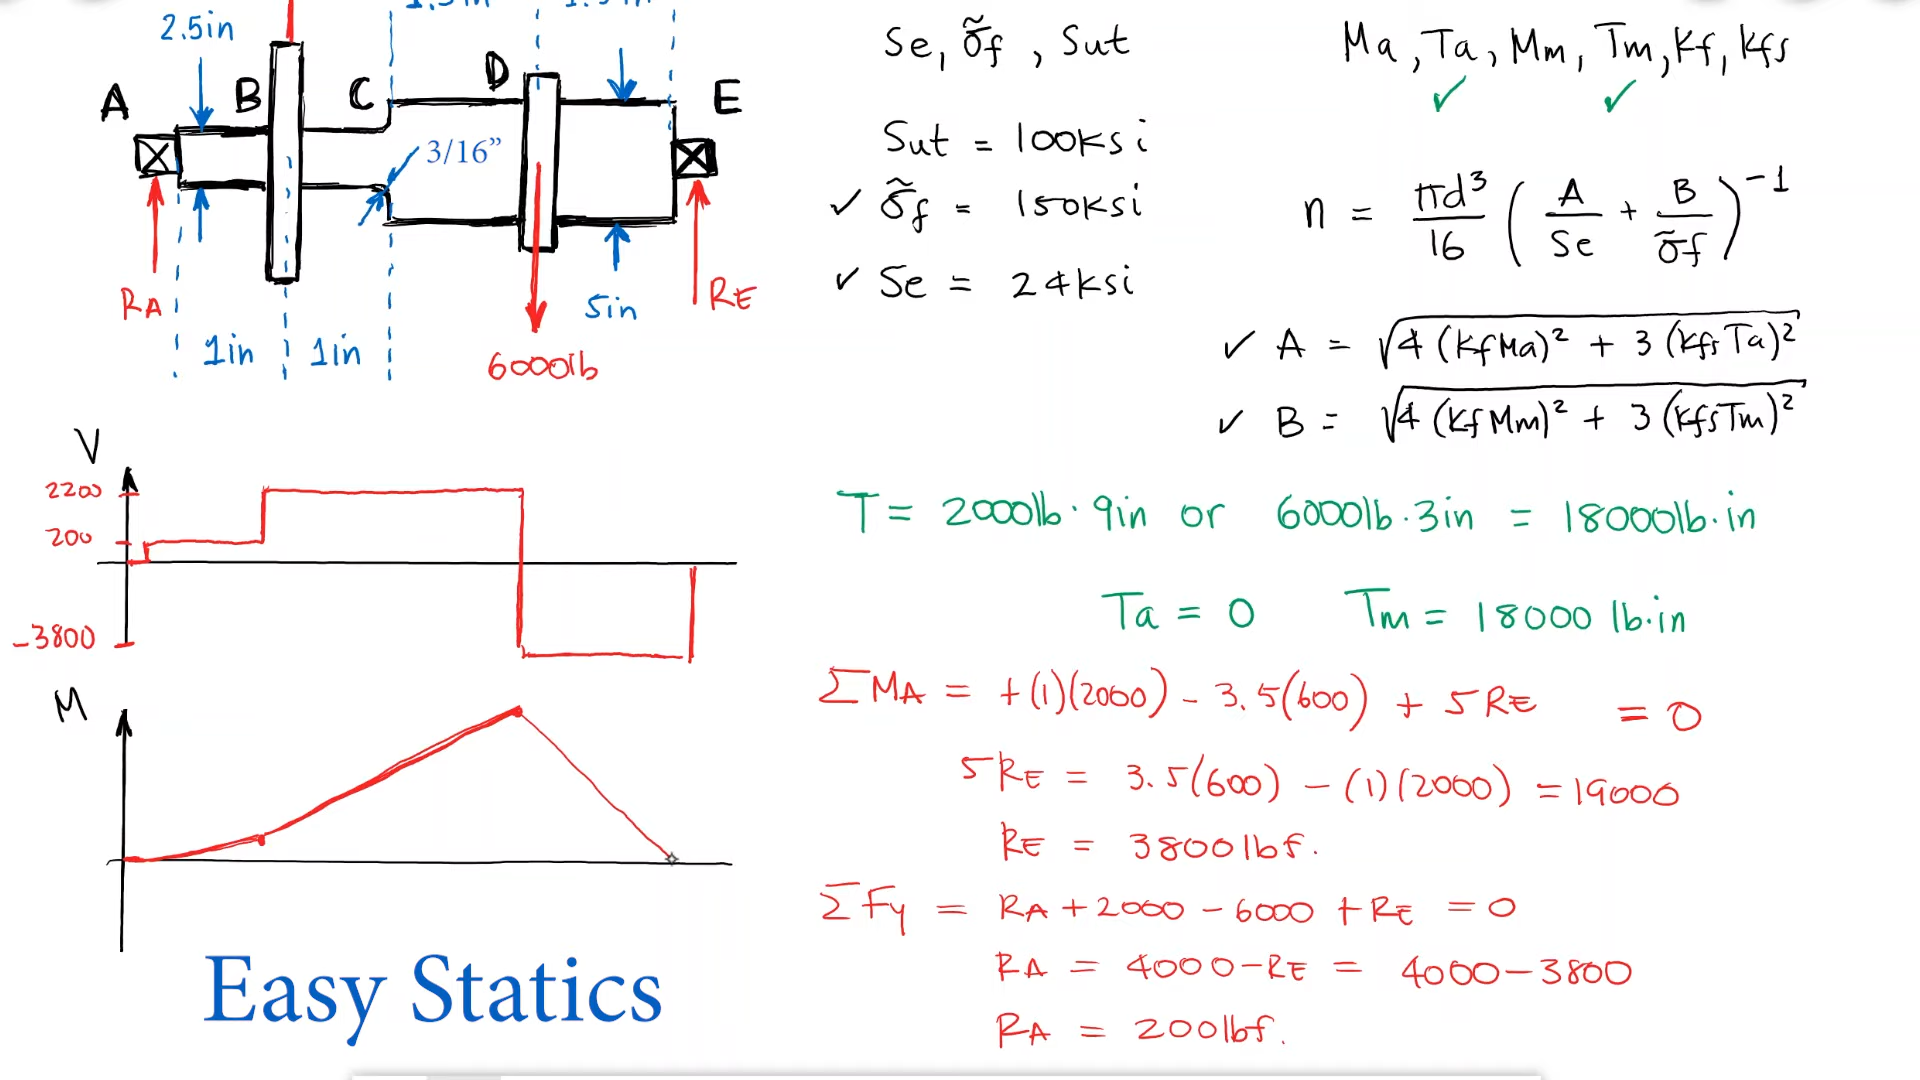 2.5in
A
B
C
D
E
3/16”
RA
RE
5in
1in
1in
6000lb
V
2200
200
-3800
M
Easy Statics
Se, σ̃f , Sut
Sut = 100ksi
✓ σ̃f = 150ksi
✓ Se = 24ksi
Ma, Ta, Mm, Tm, Kf, Kfs
✓ ✓
n = πd³/16 ( A/Se + B/σ̃f )⁻¹
✓ A = √4(KfMa)² + 3(KfsTa)²
✓ B = √4(KfMm)² + 3(KfsTm)²
T = 2000lb·9in or 6000lb·3in = 18000lb·in
Ta = 0 Tm = 18000 lb·in
ΣMA = +(1)(2000) - 3.5(600) + 5RE = 0
5RE = 3.5(600) - (1)(2000) = 19000
RE = 3800lbf.
ΣFy = RA + 2000 - 6000 + RE = 0
RA = 4000 - RE = 4000 - 3800
RA = 200lbf.